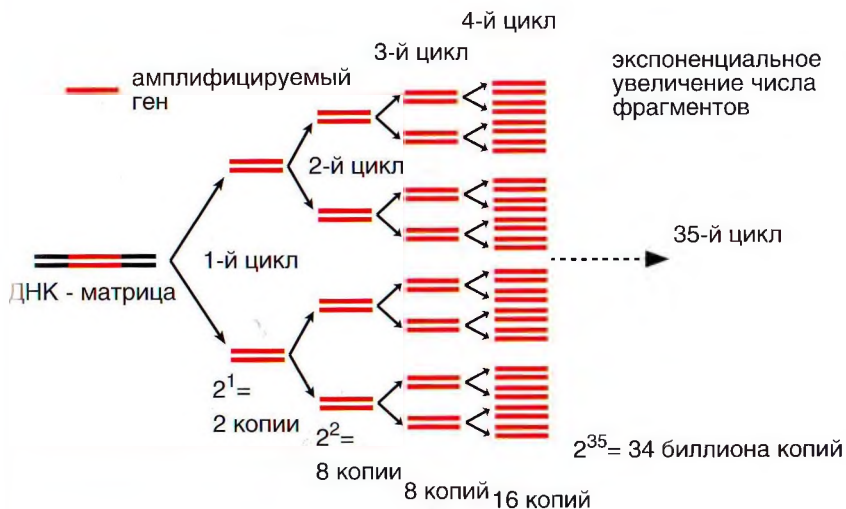 4-й цикл
3-й цикл
экспоненциальное
увеличение числа
фрагментов
амплифицируемый
ген
2-й цикл
1-й цикл
35-й цикл
ДНК - матрица
2¹=
2 копии
2²=
8 копии
8 копий
16 копий
2³⁵= 34 биллиона копий